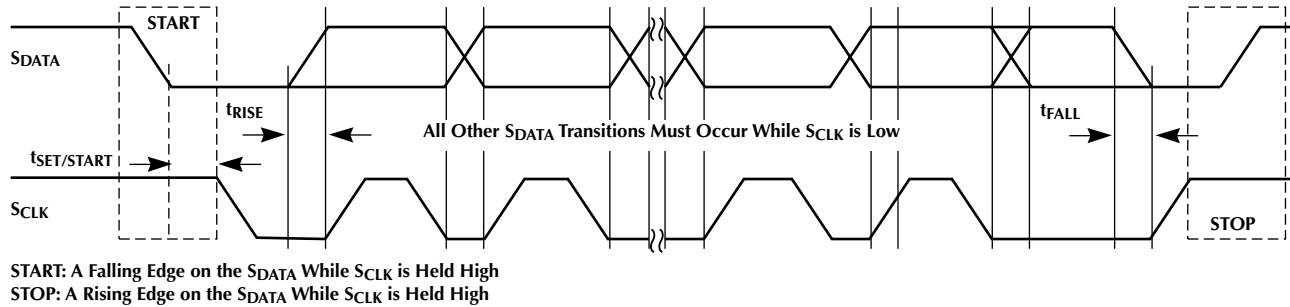 START
SDATA
tRISE
tFALL
All Other SDATA Transitions Must Occur While SCLK is Low
tSET/START
SCLK
STOP
START: A Falling Edge on the SDATA While SCLK is Held High
STOP: A Rising Edge on the SDATA While SCLK is Held High